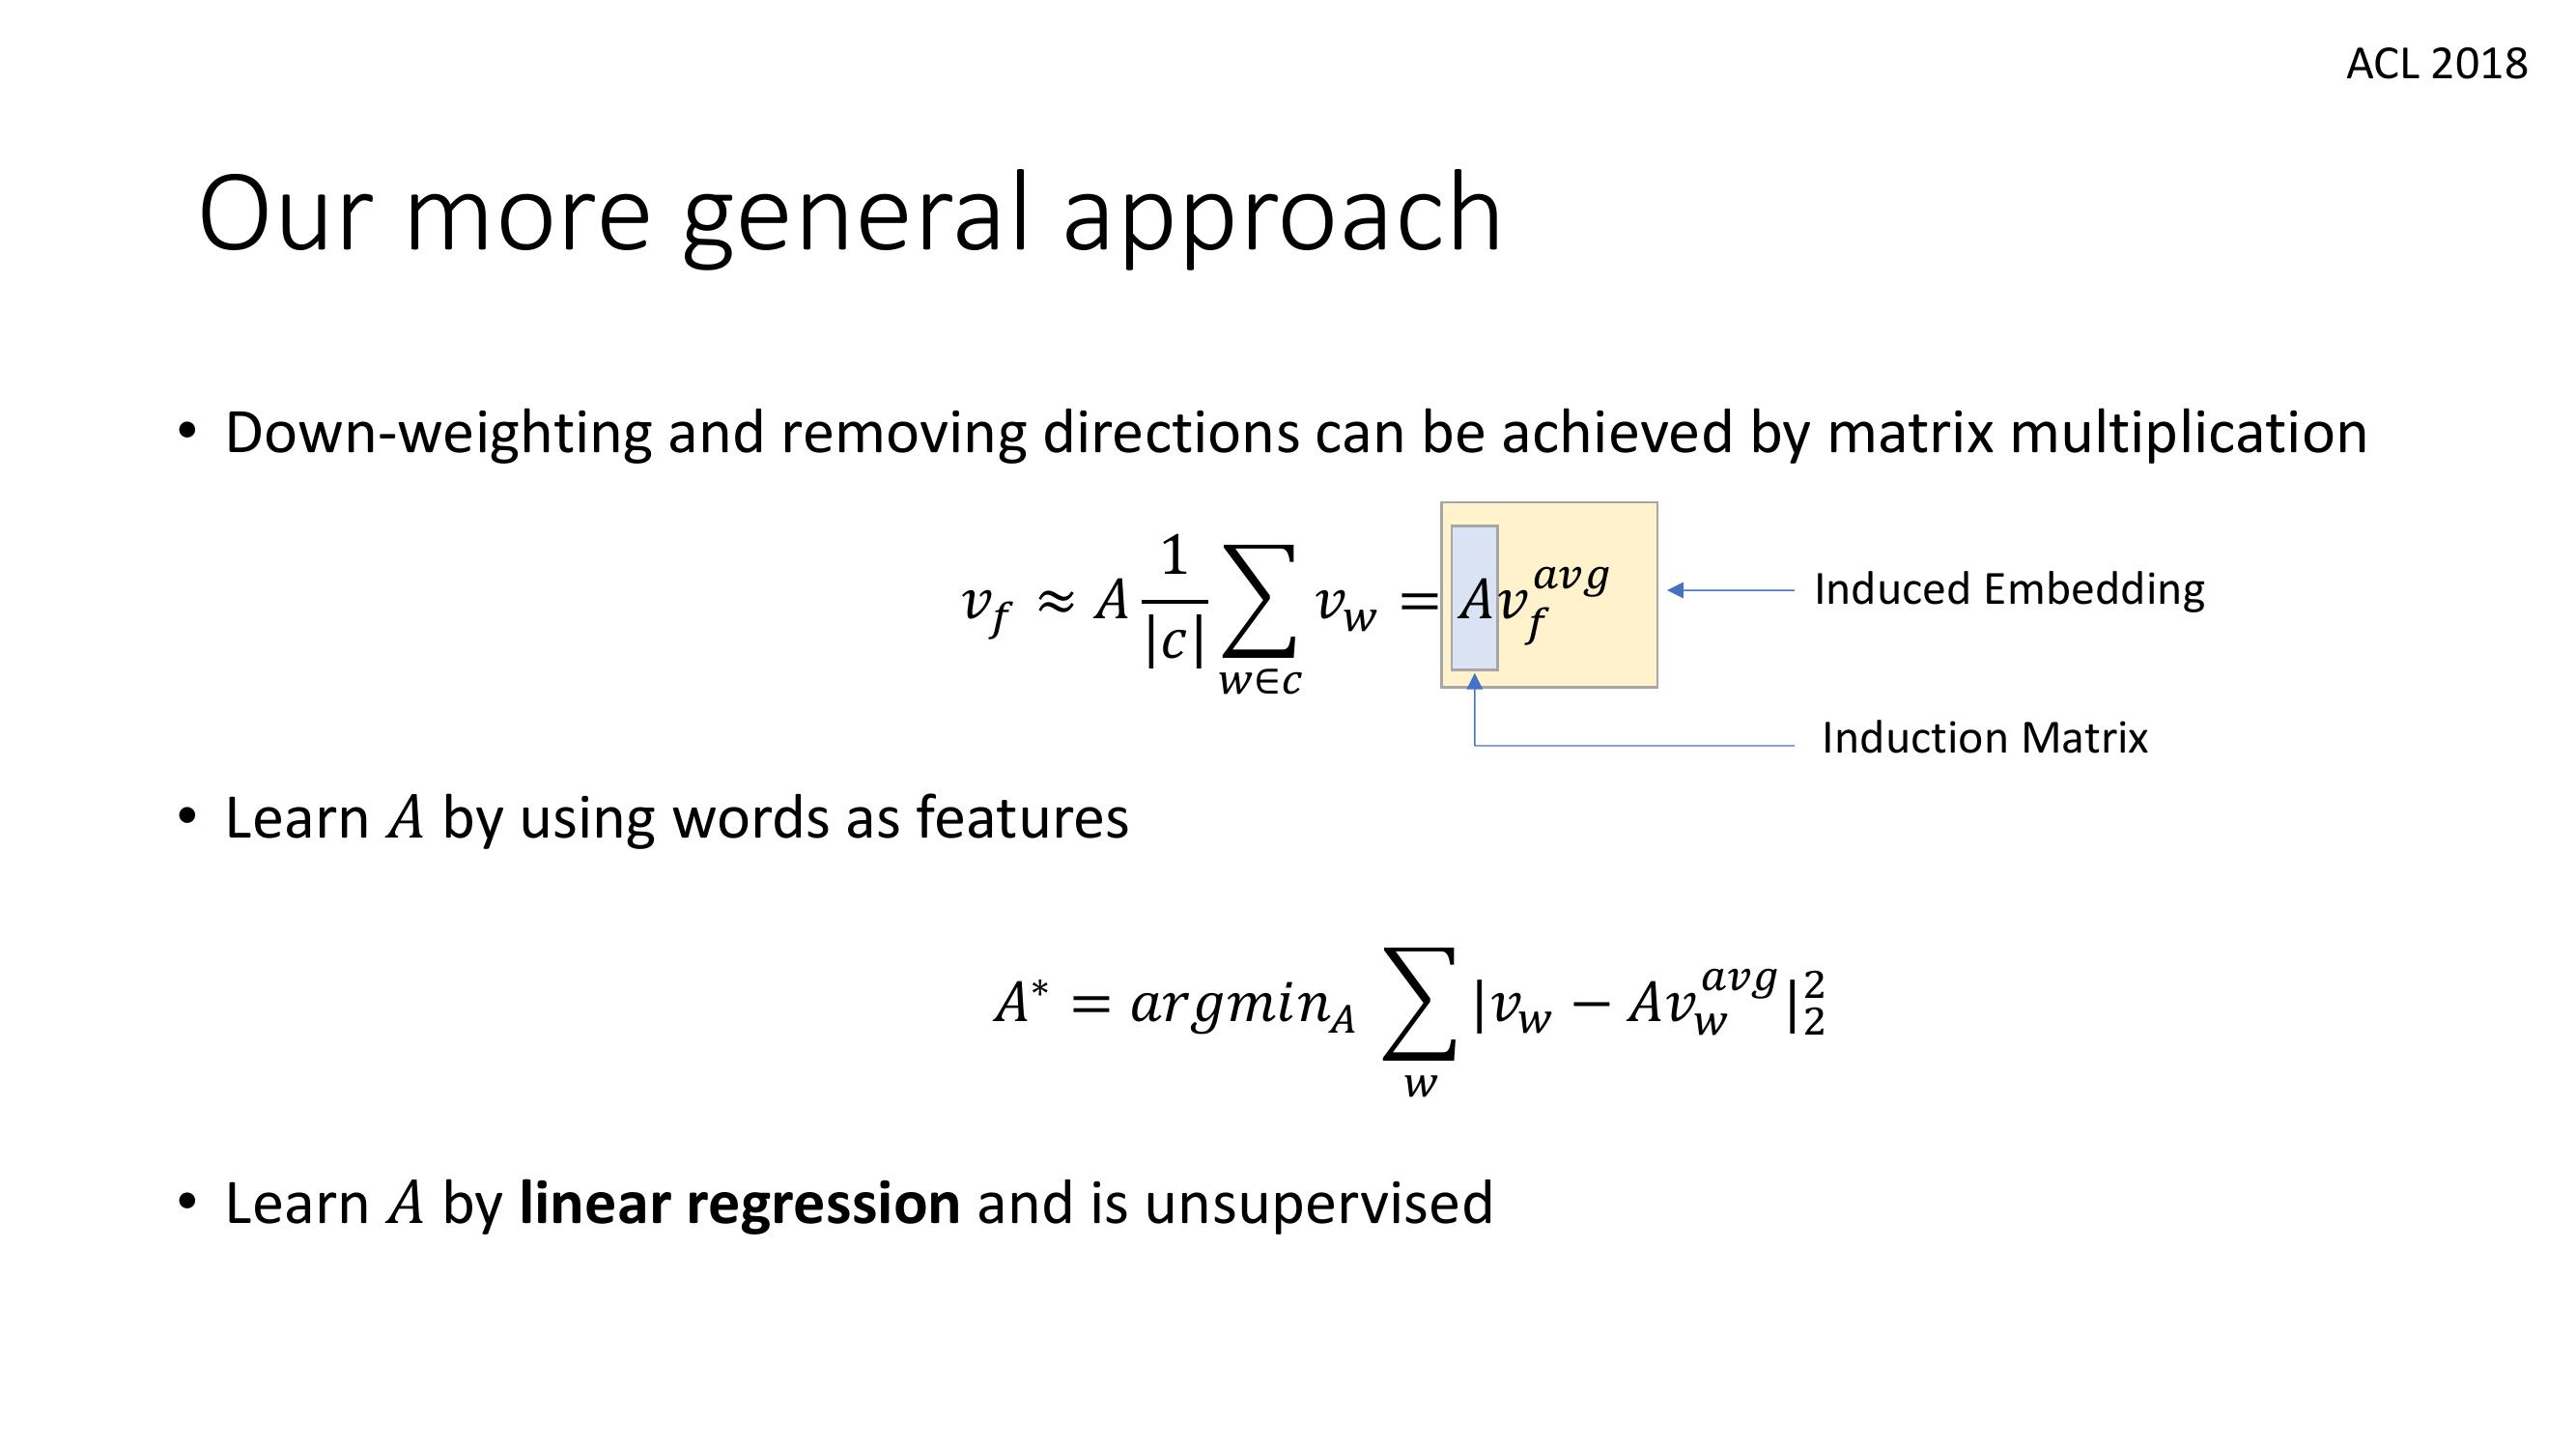 ACL 2018
Our more general approach
• Down-weighting and removing directions can be achieved by matrix multiplication
$v_f \approx A \frac{1}{|c|} \sum_{w \in c} v_w = A v_f^{avg}$
Induced Embedding
Induction Matrix
• Learn $A$ by using words as features
$A^* = argmin_A \sum_w |v_w - A v_w^{avg}|_2^2$
• Learn $A$ by linear regression and is unsupervised